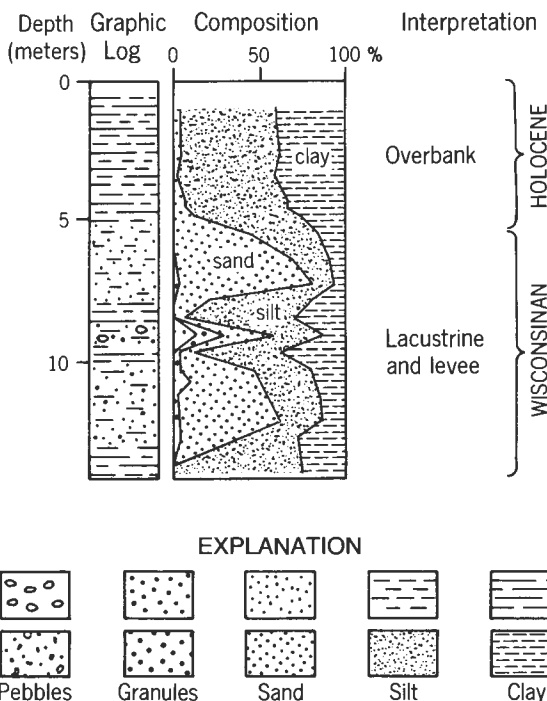 Depth Graphic Composition Interpretation
(meters) Log 0 50 100 %
0
clay Overbank HOLOCENE
5
sand
silt
Lacustrine
and levee
WISCONSINAN
10
EXPLANATION
Pebbles Granules Sand Silt Clay